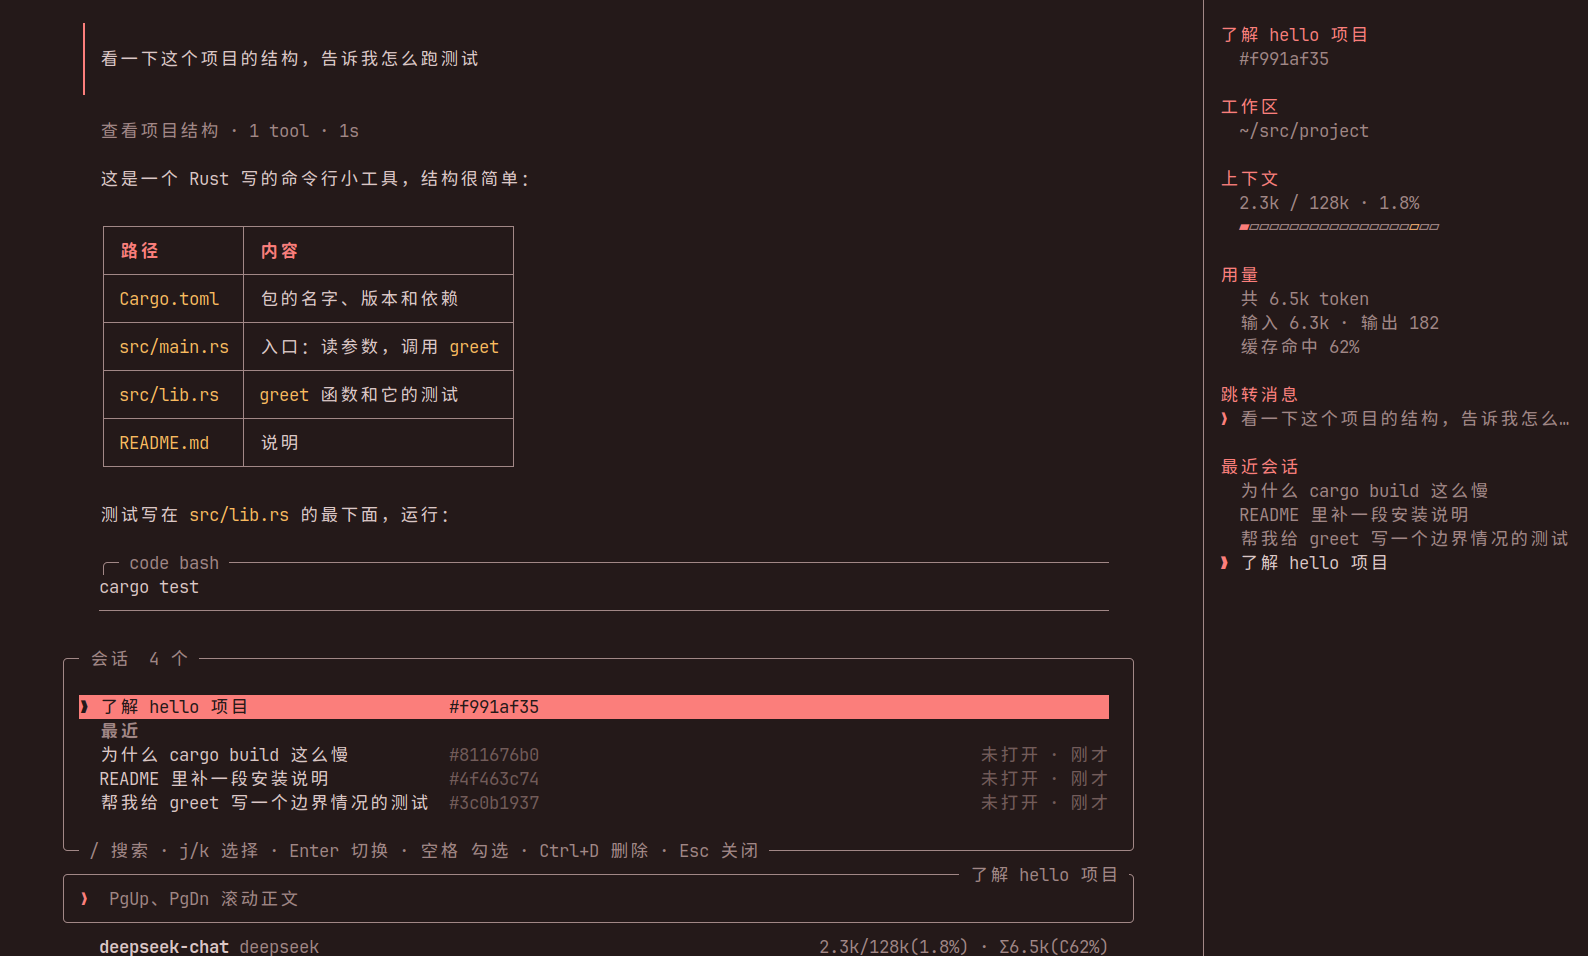 看一下这个项目的结构，告诉我怎么跑测试
查看项目结构 · 1 tool · 1s
这是一个 Rust 写的命令行小工具，结构很简单：
路径 内容
Cargo.toml 包的名字、版本和依赖
src/main.rs 入口：读参数，调用 greet
src/lib.rs greet 函数和它的测试
README.md 说明
测试写在 src/lib.rs 的最下面，运行：
code bash
cargo test
会话 4 个
❱ 了解 hello 项目 #f991af35
最近
为什么 cargo build 这么慢 #811676b0 未打开 · 刚才
README 里补一段安装说明 #4f463c74 未打开 · 刚才
帮我给 greet 写一个边界情况的测试 #3c0b1937 未打开 · 刚才
/ 搜索 · j/k 选择 · Enter 切换 · 空格 勾选 · Ctrl+D 删除 · Esc 关闭
了解 hello 项目
❱ PgUp、PgDn 滚动正文
deepseek-chat deepseek 2.3k/128k(1.8%) · Σ6.5k(C62%)
了解 hello 项目
#f991af35
工作区
~/src/project
上下文
2.3k / 128k · 1.8%
用量
共 6.5k token
输入 6.3k · 输出 182
缓存命中 62%
跳转消息
❱ 看一下这个项目的结构，告诉我怎么…
最近会话
为什么 cargo build 这么慢
README 里补一段安装说明
帮我给 greet 写一个边界情况的测试
❱ 了解 hello 项目